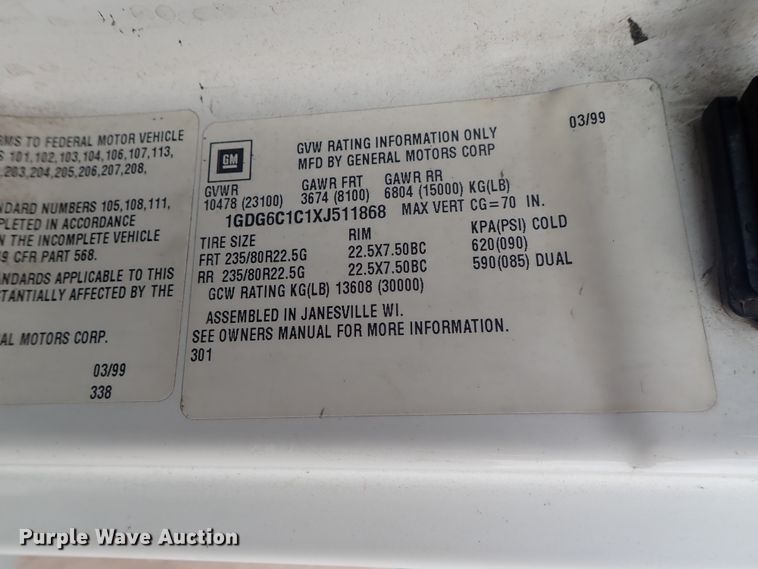 RMS TO FEDERAL MOTOR VEHICLE
S 101,102,103,104,106,107,113,
,203,204,205,206,207,208,
NDARD NUMBERS 105,108,111,
PLETED IN ACCORDANCE
N THE INCOMPLETE VEHICLE
9 CFR PART 568.
ANDARDS APPLICABLE TO THIS
STANTIALLY AFFECTED BY THE
AL MOTORS CORP.
03/99
338
GM
GVW RATING INFORMATION ONLY 03/99
MFD BY GENERAL MOTORS CORP
GVWR GAWR FRT GAWR RR
10478 (23100) 3674 (8100) 6804 (15000) KG(LB)
1GDG6C1C1XJ511868 MAX VERT CG=70 IN.
TIRE SIZE RIM KPA(PSI) COLD
FRT 235/80R22.5G 22.5X7.50BC 620(090)
RR 235/80R22.5G 22.5X7.50BC 590(085) DUAL
GCW RATING KG(LB) 13608 (30000)
ASSEMBLED IN JANESVILLE WI.
SEE OWNERS MANUAL FOR MORE INFORMATION.
301
Purple Wave Auction